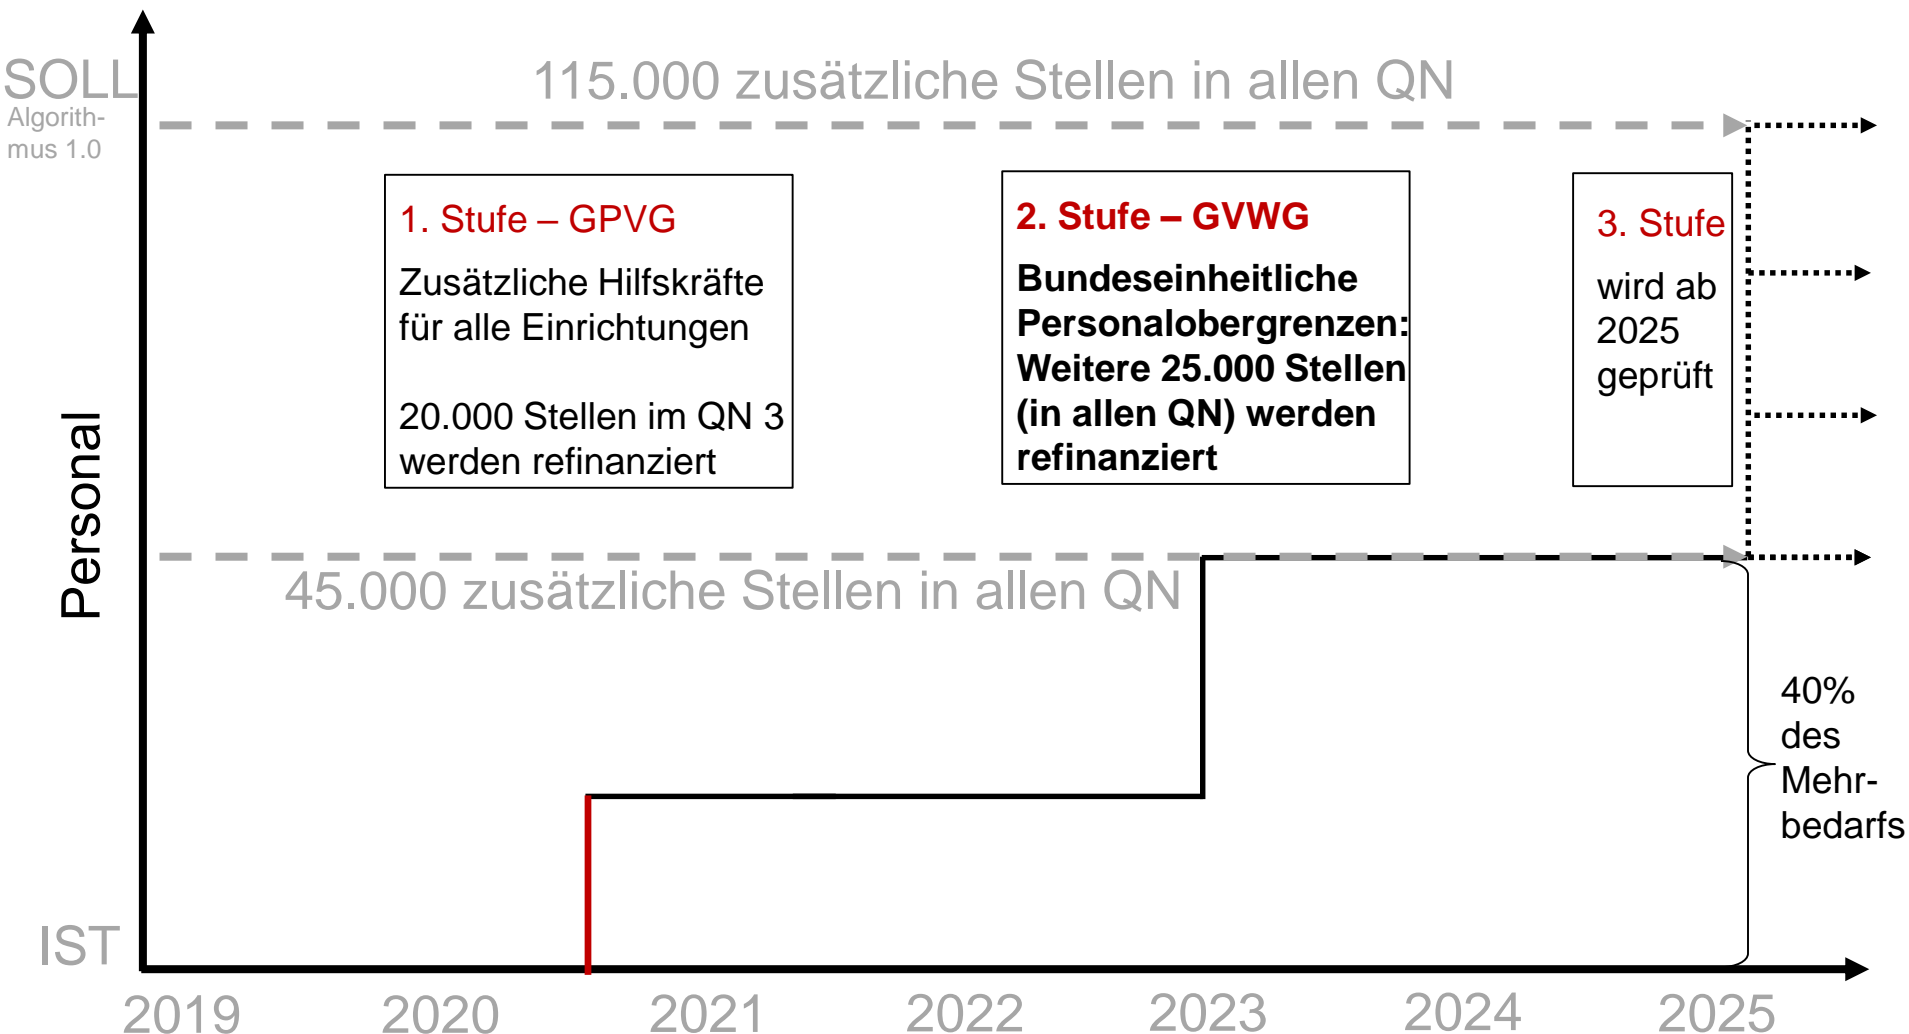 SOLL
Algorith-
mus 1.0
115.000 zusätzliche Stellen in allen QN
1. Stufe – GPVG
Zusätzliche Hilfskräfte
für alle Einrichtungen
20.000 Stellen im QN 3
werden refinanziert
2. Stufe – GVWG
Bundeseinheitliche
Personalobergrenzen:
Weitere 25.000 Stellen
(in allen QN) werden
refinanziert
3. Stufe
wird ab
2025
geprüft
Personal
45.000 zusätzliche Stellen in allen QN
40%
des
Mehr-
bedarfs
IST
2019 2020 2021 2022 2023 2024 2025